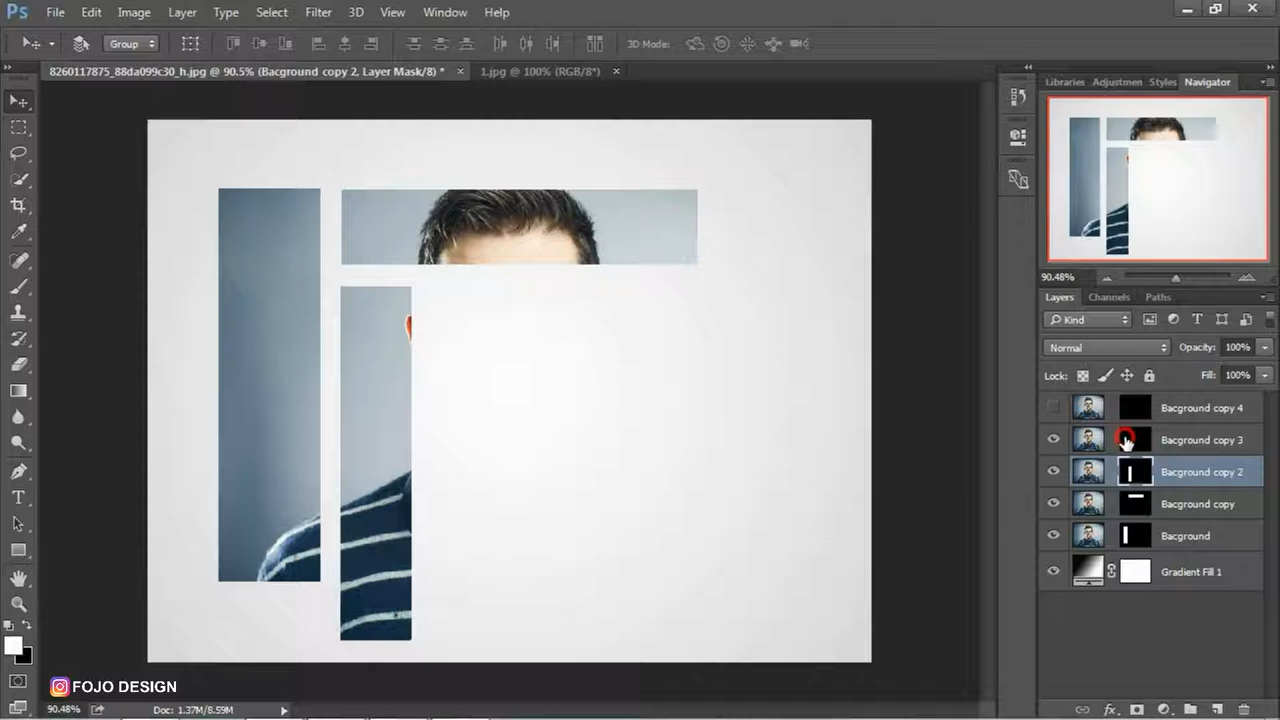 Ps File Edit Image Layer Type Select Filter 3D View Window Help
Group 3D Mode:
8260117875_88da099c30_h.jpg @ 90.5% (Bacground copy 2, Layer Mask/8) * 1.jpg @ 100% (RGB/8*)
Libraries Adjustmen Styles Navigator
90.48%
Layers Channels Paths
Kind
Normal Opacity: 100%
Lock: Fill: 100%
Bacground copy 4
Bacground copy 3
Bacground copy 2
Bacground copy
Bacground
Gradient Fill 1
FOJO DESIGN
90.48% Doc: 1.37M/8.59M